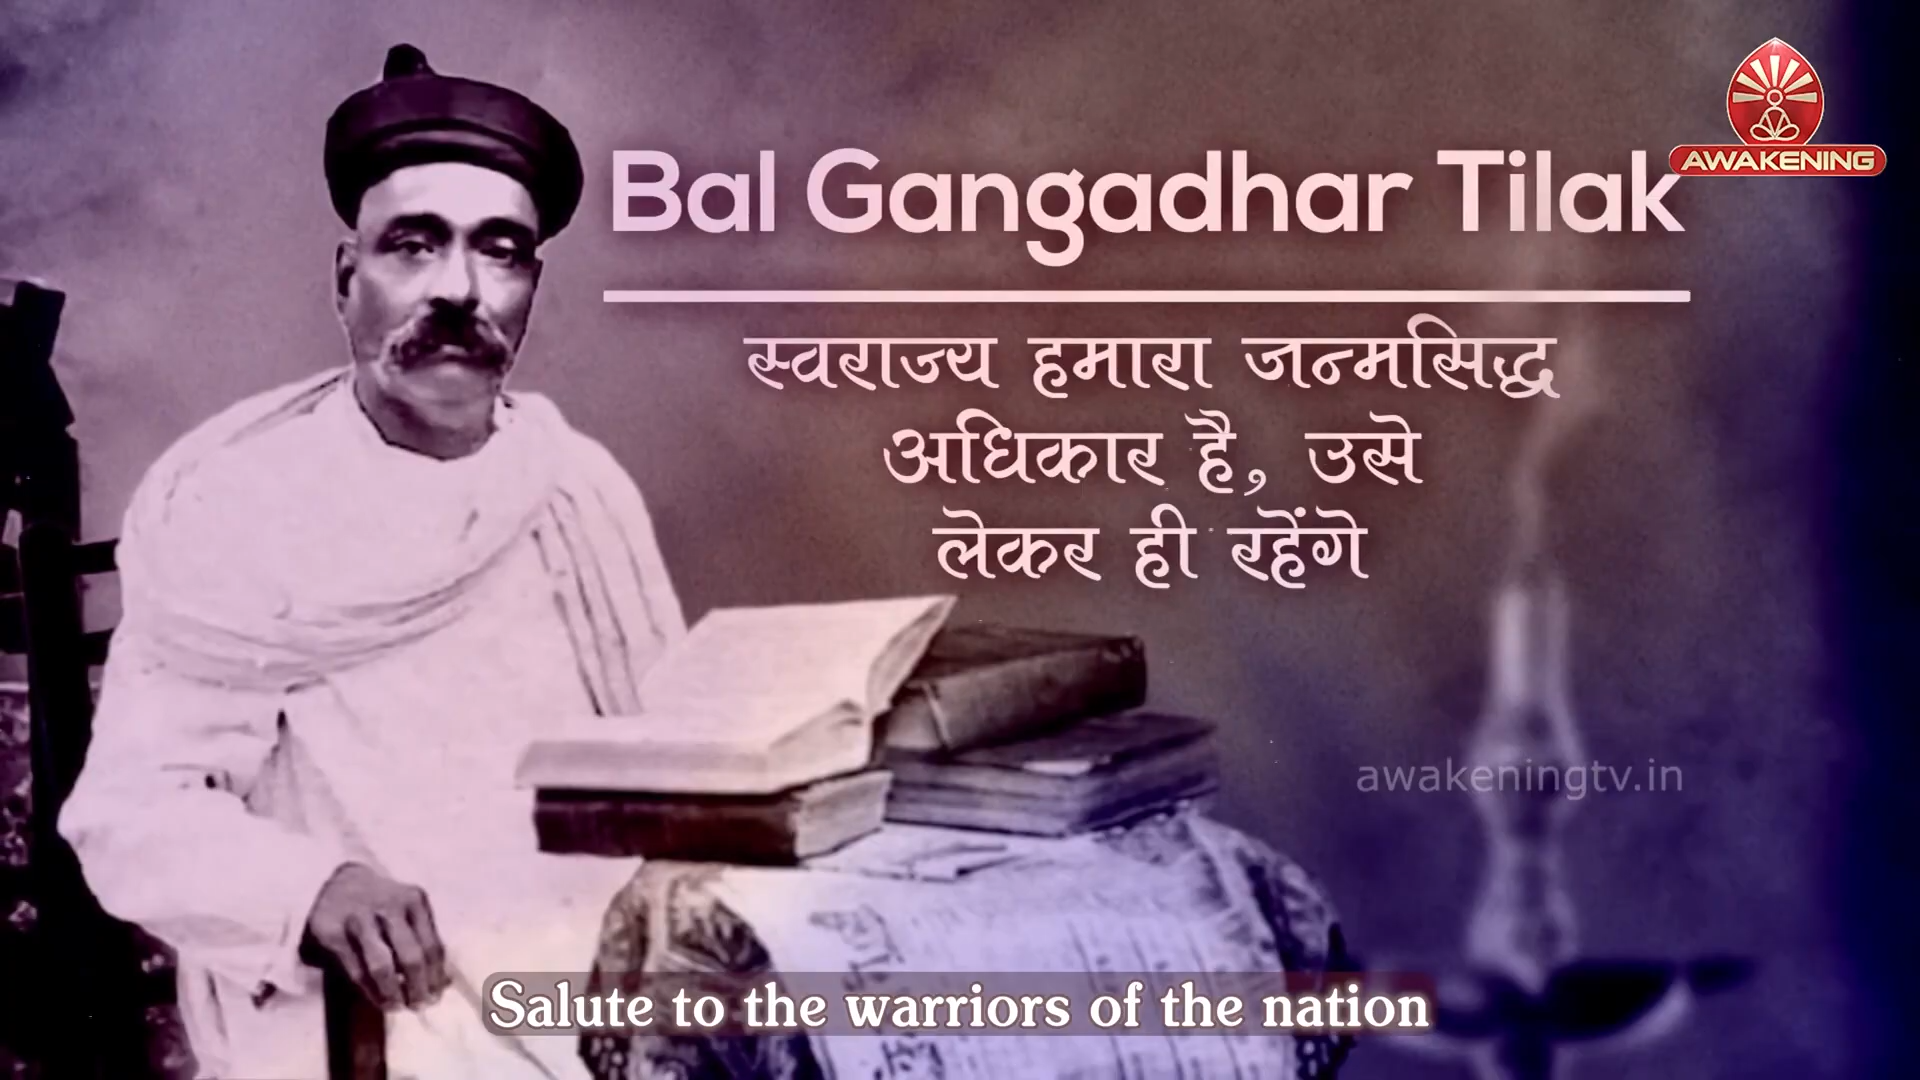 AWAKENING
Bal Gangadhar Tilak
स्वराज्य हमारा जन्मसिद्ध
अधिकार है, उसे
लेकर ही रहेंगे
awakeningtv.in
Salute to the warriors of the nation